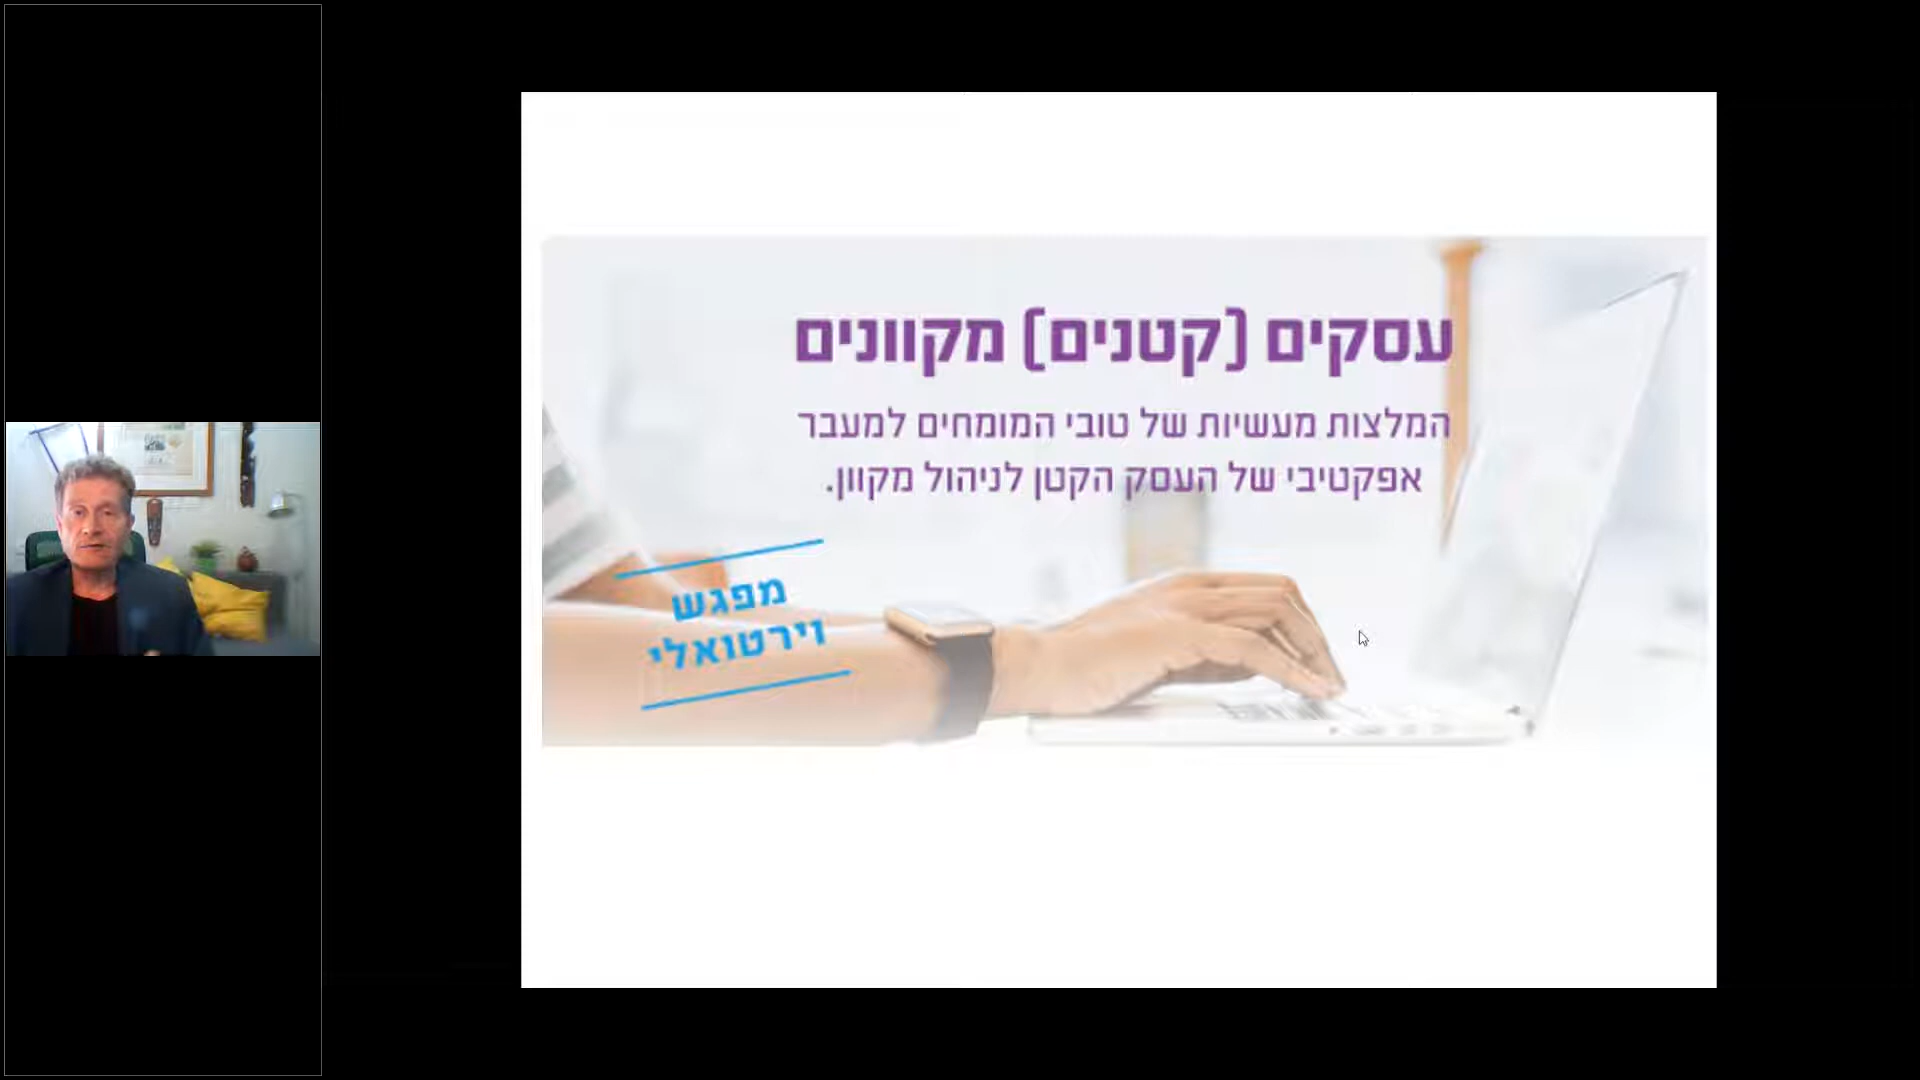 עסקים (קטנים) מקוונים
המלצות מעשיות של טובי המומחים למעבר
אפקטיבי של העסק הקטן לניהול מקוון.
מפגש
וירטואלי